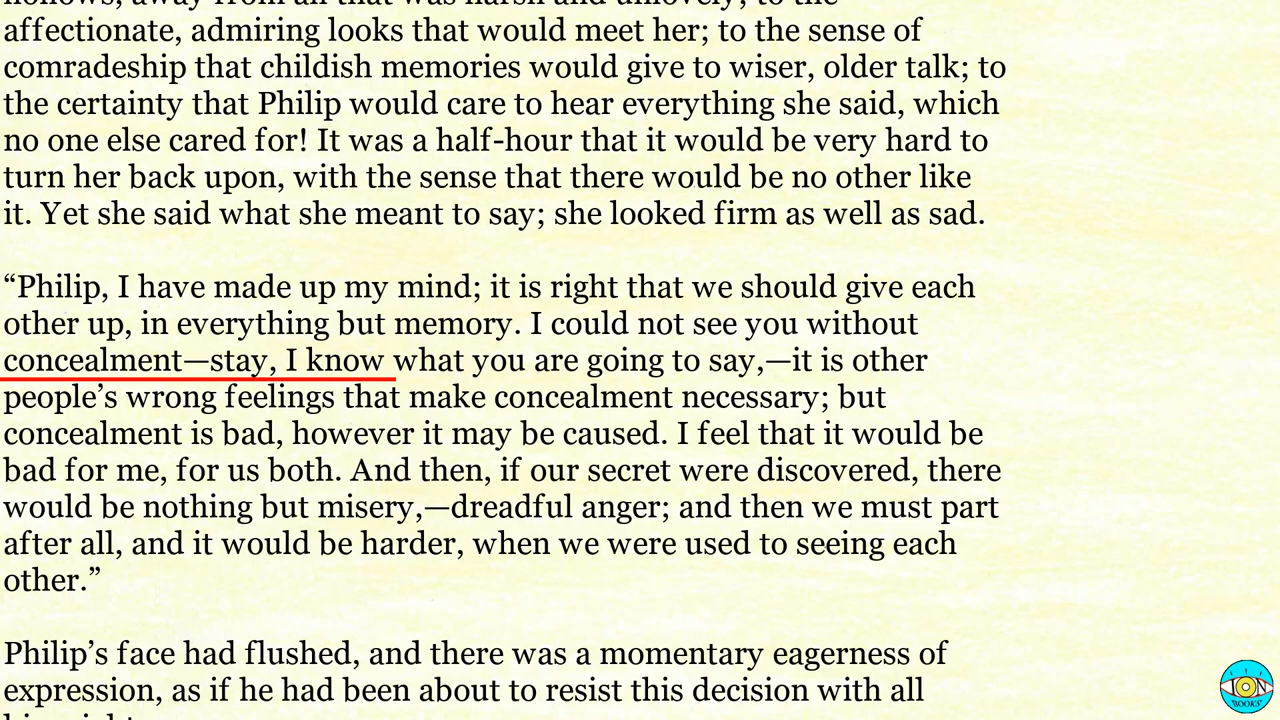 affectionate, admiring looks that would meet her; to the sense of
comradeship that childish memories would give to wiser, older talk; to
the certainty that Philip would care to hear everything she said, which
no one else cared for! It was a half-hour that it would be very hard to
turn her back upon, with the sense that there would be no other like
it. Yet she said what she meant to say; she looked firm as well as sad.
“Philip, I have made up my mind; it is right that we should give each
other up, in everything but memory. I could not see you without
concealment—stay, I know what you are going to say,—it is other
people’s wrong feelings that make concealment necessary; but
concealment is bad, however it may be caused. I feel that it would be
bad for me, for us both. And then, if our secret were discovered, there
would be nothing but misery,—dreadful anger; and then we must part
after all, and it would be harder, when we were used to seeing each
other.”
Philip’s face had flushed, and there was a momentary eagerness of
expression, as if he had been about to resist this decision with all
ION
BOOKS